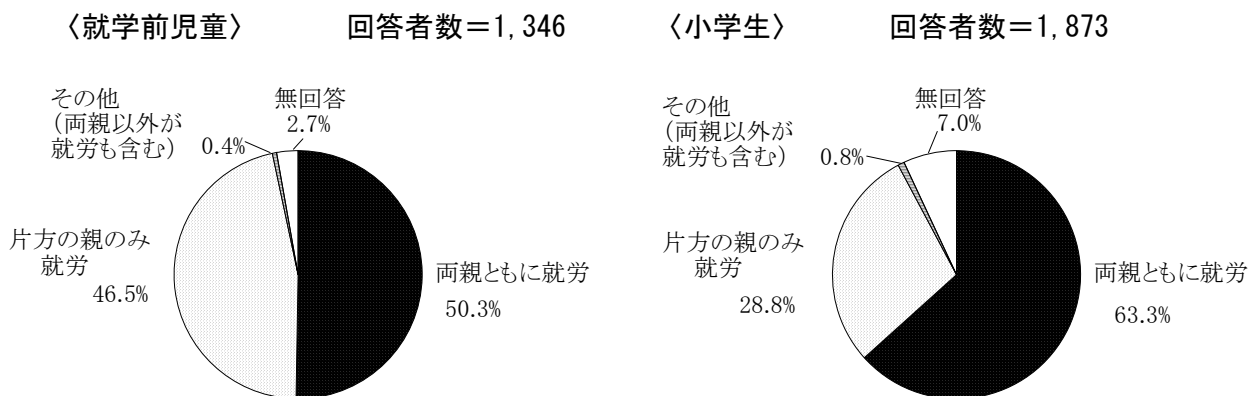 〈就学前児童〉 回答者数＝1,346
その他
（両親以外が
就労も含む）
0.4%
無回答
2.7%
片方の親のみ
就労
46.5%
両親ともに就労
50.3%
〈小学生〉 回答者数＝1,873
その他
（両親以外が
就労も含む）
0.8%
無回答
7.0%
片方の親のみ
就労
28.8%
両親ともに就労
63.3%